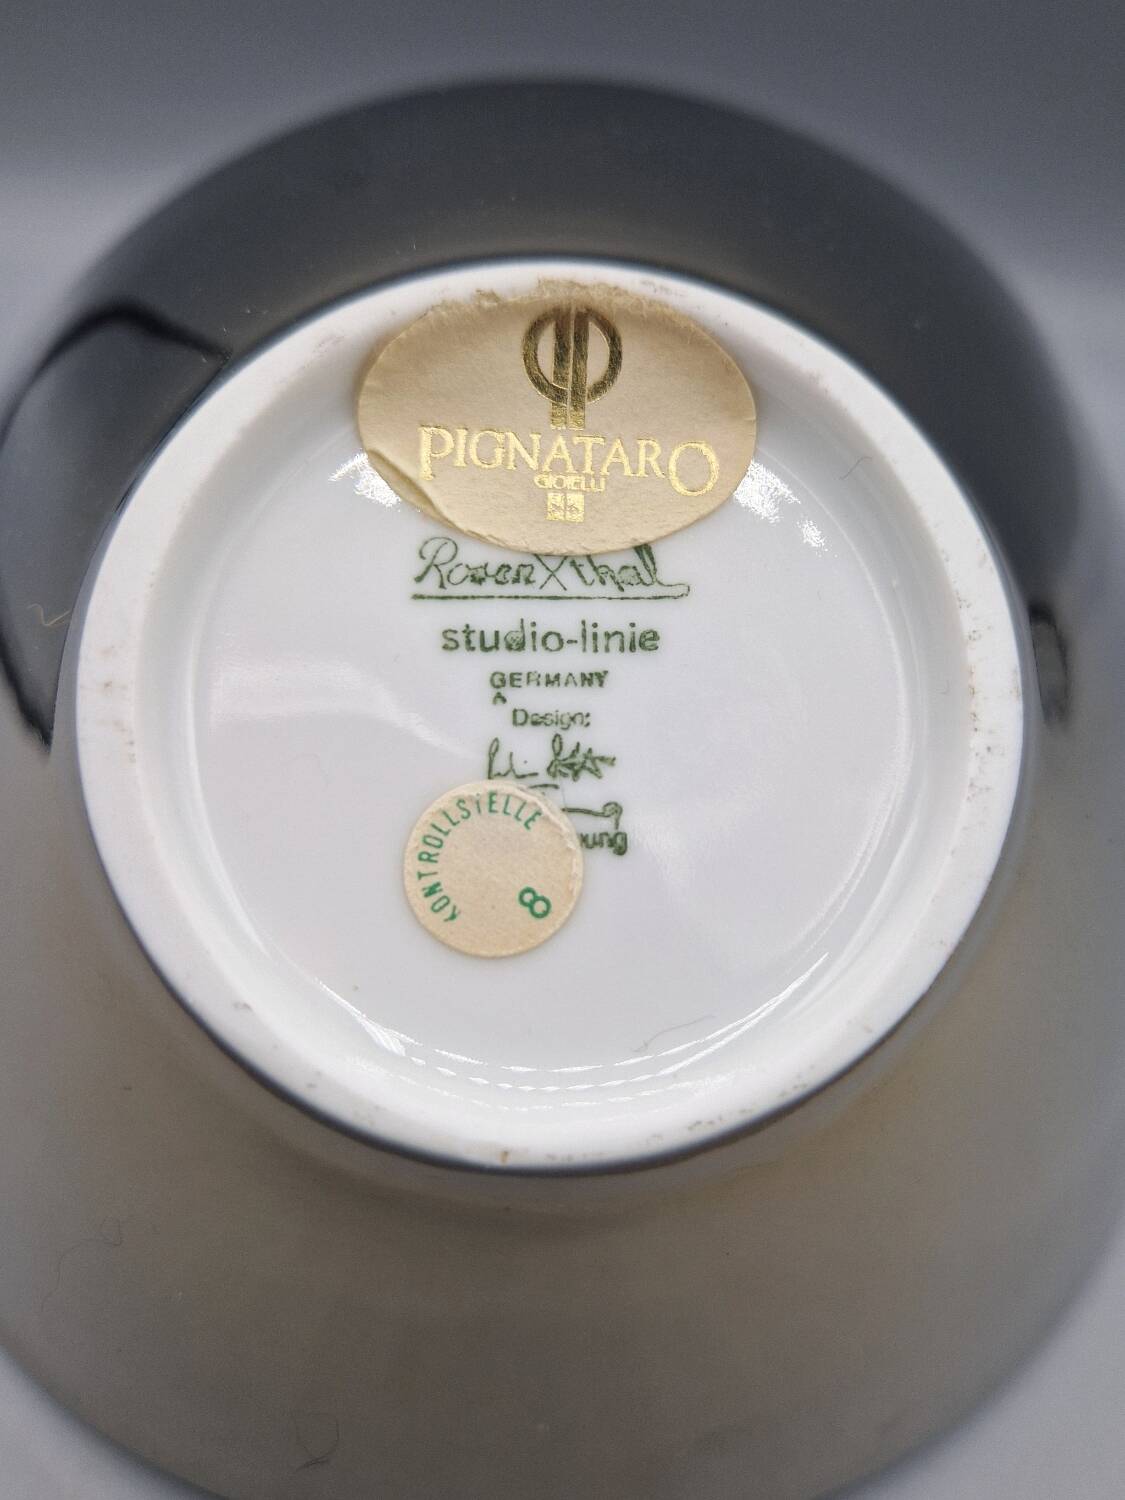 PIGNATARO
GIOIELLI
Rosenthal
studio-linie
GERMANY
Design:
KONTROLLSTELLE
8